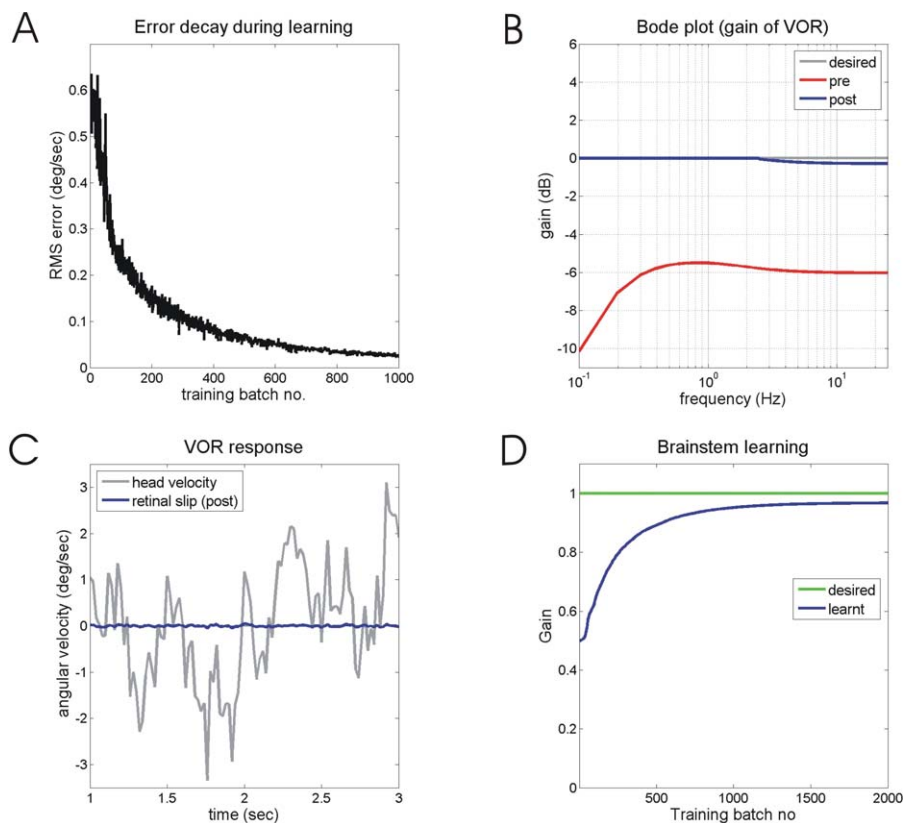 A
Error decay during learning
RMS error (deg/sec)
0.6
0.5
0.4
0.3
0.2
0.1
0
0 200 400 600 800 1000
training batch no.
B
Bode plot (gain of VOR)
desired
pre
post
gain (dB)
6
4
2
0
-2
-4
-6
-8
-10
10-1 100 101
frequency (Hz)
C
VOR response
head velocity
retinal slip (post)
angular velocity (deg/sec)
3
2
1
0
-1
-2
-3
1 1.5 2 2.5 3
time (sec)
D
Brainstem learning
desired
learnt
Gain
1
0.8
0.6
0.4
0.2
0
500 1000 1500 2000
Training batch no